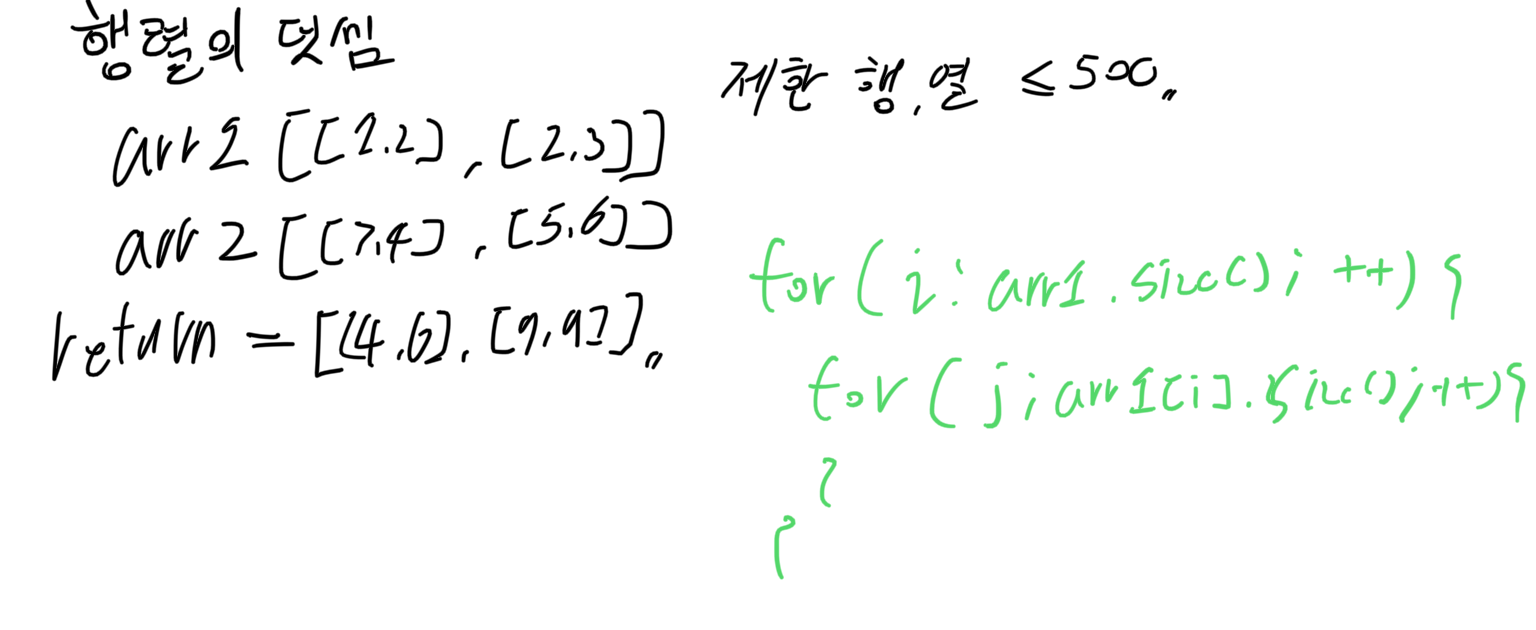 행렬의 덧셈
arr1 [[1.2], [2.3]]
arr2 [[3.4], [5.6]]
return = [[4.6], [7.9]]〃
제한 행, 열 ≤ 500〃
for ( i : arr1.size() ; ++) {
for ( j ; arr1[i].size() ; ++) {
}
}